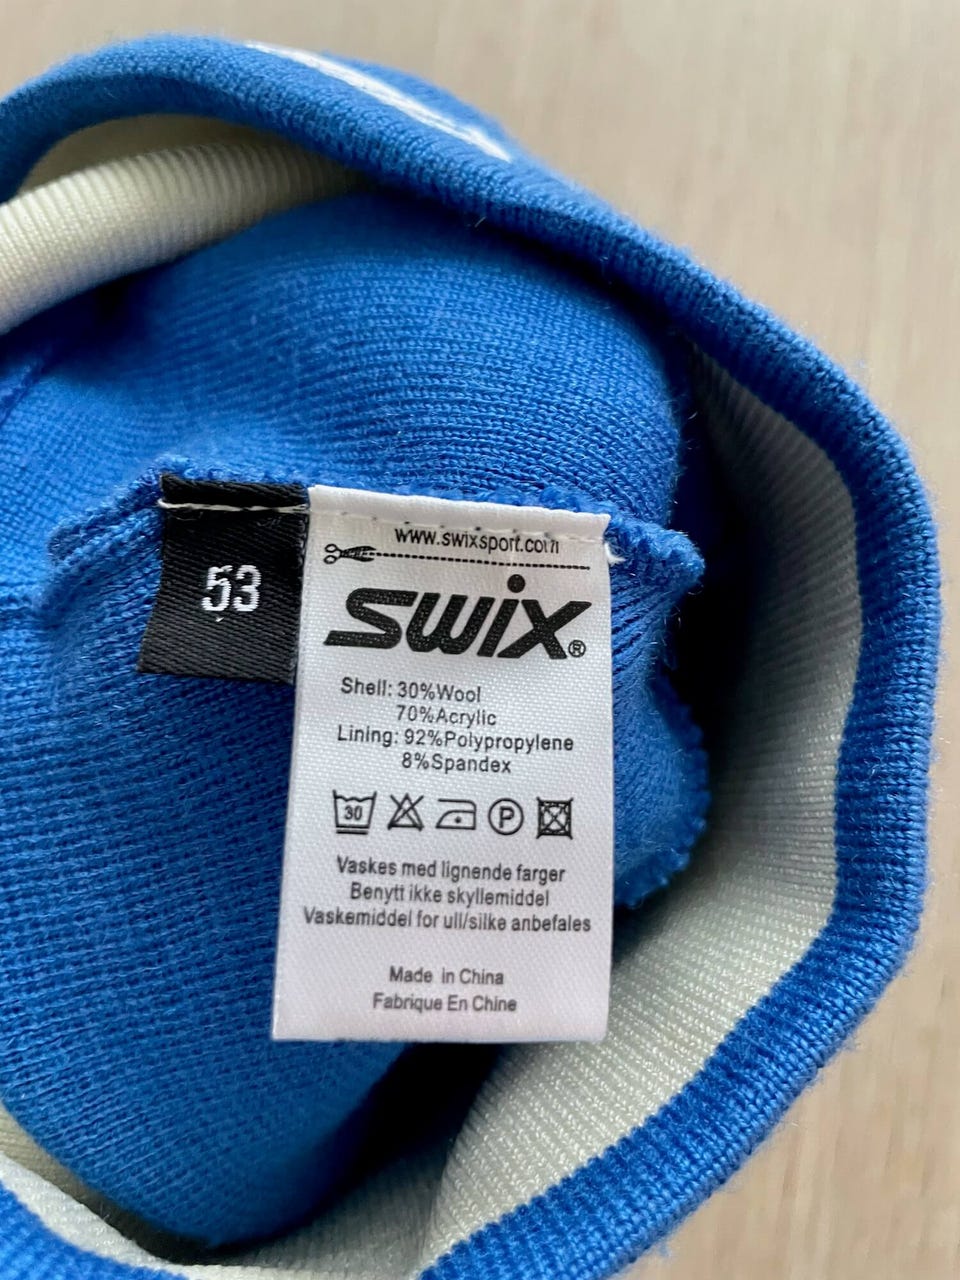 53
www.swixsport.com
swix®
Shell: 30%Wool
70%Acrylic
Lining: 92%Polypropylene
8%Spandex
30 P
Vaskes med lignende farger
Benytt ikke skyllemiddel
Vaskemiddel for ull/silke anbefales
Made in China
Fabrique En Chine